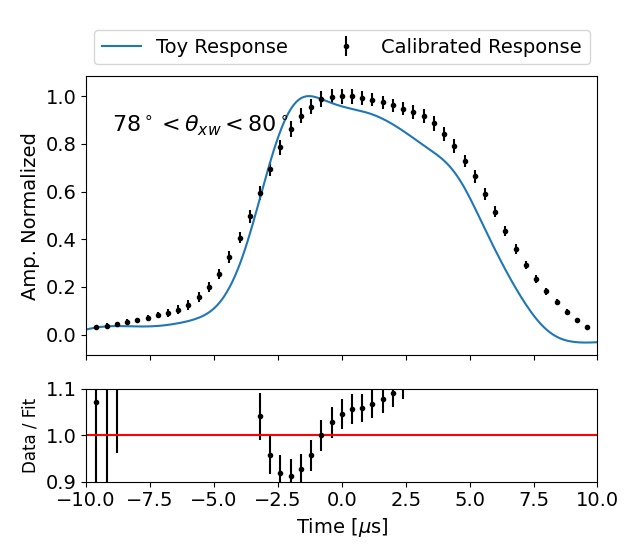 Toy Response Calibrated Response
1.0
78° < θxw < 80°
0.8
0.6
0.4
0.2
0.0
Amp. Normalized
1.1
1.0
0.9
Data / Fit
−10.0 −7.5 −5.0 −2.5 0.0 2.5 5.0 7.5 10.0
Time [μs]